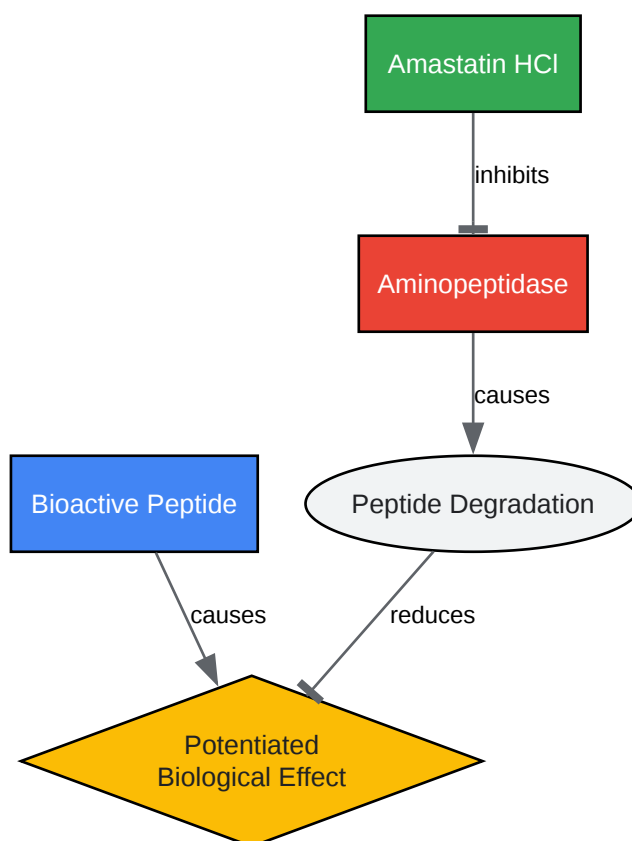 Amastatin HCl
inhibits
Aminopeptidase
causes
Bioactive Peptide
Peptide Degradation
causes
reduces
Potentiated
Biological Effect